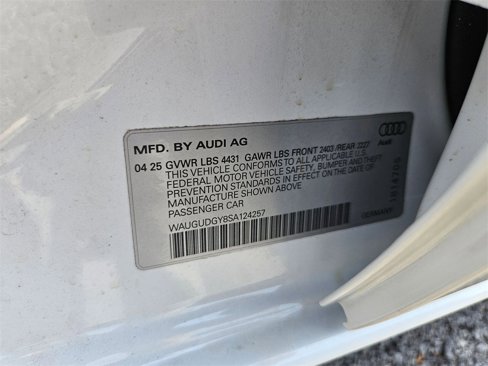 MFD. BY AUDI AG
04 25 GVWR LBS 4431 GAWR LBS FRONT 2403 /REAR 2227
THIS VEHICLE CONFORMS TO ALL APPLICABLE U.S.
FEDERAL MOTOR VEHICLE SAFETY, BUMPER AND THEFT
PREVENTION STANDARDS IN EFFECT ON THE DATE OF
MANUFACTURE SHOWN ABOVE
PASSENGER CAR
WAUGUDGY8SA124257
Audi
GERMANY